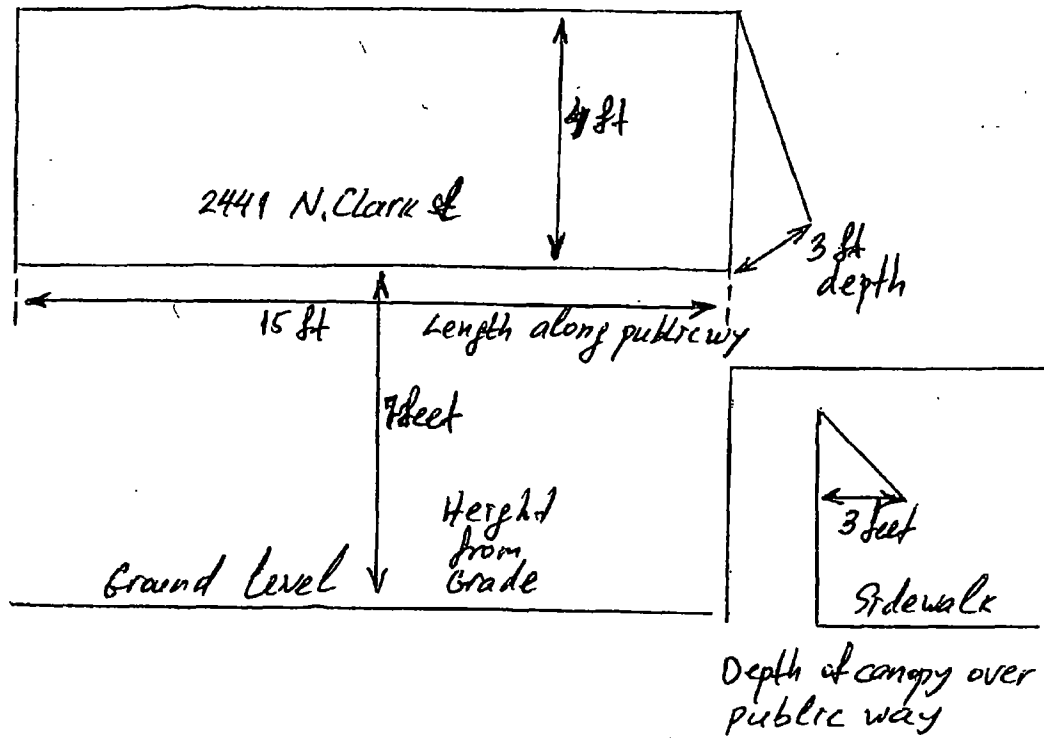 4 ft
2441 N. Clark st
3 ft
depth
15 ft
Length along public wy
7 feet
Height
from
Grade
Ground level
3 feet
Sidewalk
Depth of canopy over
public way